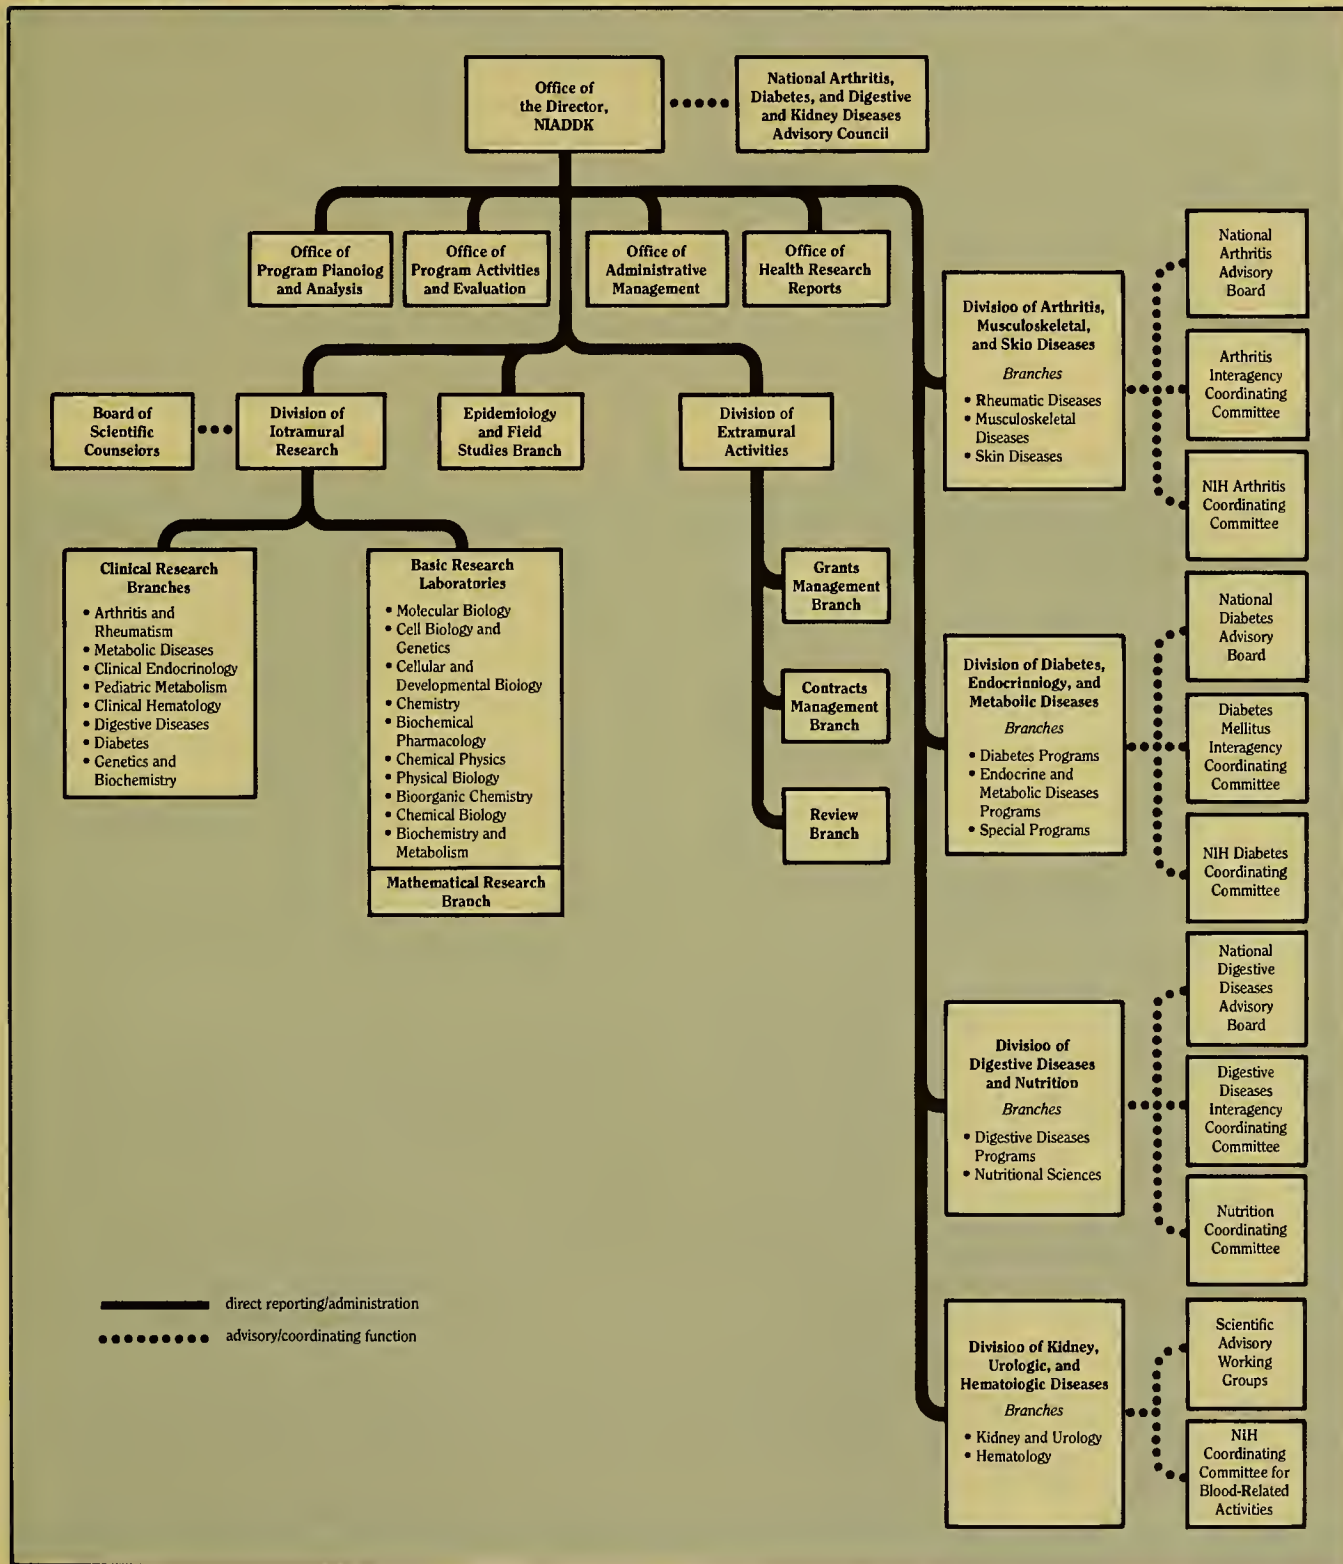 Office of
the Director,
NIADDK
National Arthritis,
Diabetes, and Digestive
and Kidney Diseases
Advisory Council
Office of
Program Planolog
and Analysis
Office of
Program Activities
and Evaluation
Office of
Administrative
Management
Office of
Health Research
Reports
Board of
Scientific
Counselors
Division of
Iotramural
Research
Epidemiology
and Field
Studies Branch
Division of
Extramural
Activities
Clinical Research
Branches
• Arthritis and
Rheumatism
• Metabolic Diseases
• Clinical Endocrinology
• Pediatric Metabolism
• Clinical Hematology
• Digestive Diseases
• Diabetes
• Genetics and
Biochemistry
Basic Research
Laboratories
• Molecular Biology
• Cell Biology and
Genetics
• Cellular and
Developmental Biology
• Chemistry
• Biochemical
Pharmacology
• Chemical Physics
• Physical Biology
• Bioorganic Chemistry
• Chemical Biology
• Biochemistry and
Metabolism
Mathematical Research
Branch
Grants
Management
Branch
Contracts
Management
Branch
Review
Branch
Divisioo of Arthritis,
Musculoskeletal,
and Skio Diseases
Branches
• Rheumatic Diseases
• Musculoskeletal
Diseases
• Skin Diseases
National
Arthritis
Advisory
Board
Arthritis
Interagency
Coordinating
Committee
NIH Arthritis
Coordinating
Committee
Division of Diabetes,
Endocrinnlogy, and
Metabolic Diseases
Branches
• Diabetes Programs
• Endocrine and
Metabolic Diseases
Programs
• Special Programs
National
Diabetes
Advisory
Board
Diabetes
Mellitus
Interagency
Coordinating
Committee
NIH Diabetes
Coordinating
Committee
Divisioo of
Digestive Diseases
and Nutrition
Branches
• Digestive Diseases
Programs
• Nutritional Sciences
National
Digestive
Diseases
Advisory
Board
Digestive
Diseases
Interagency
Coordinating
Committee
Nutrition
Coordinating
Committee
Division of Kidney,
Urologic, and
Hematologic Diseases
Branches
• Kidney and Urology
• Hematology
Scientific
Advisory
Working
Groups
NIH
Coordinating
Committee for
Blood-Related
Activities
direct reporting/administration
advisory/coordinating function